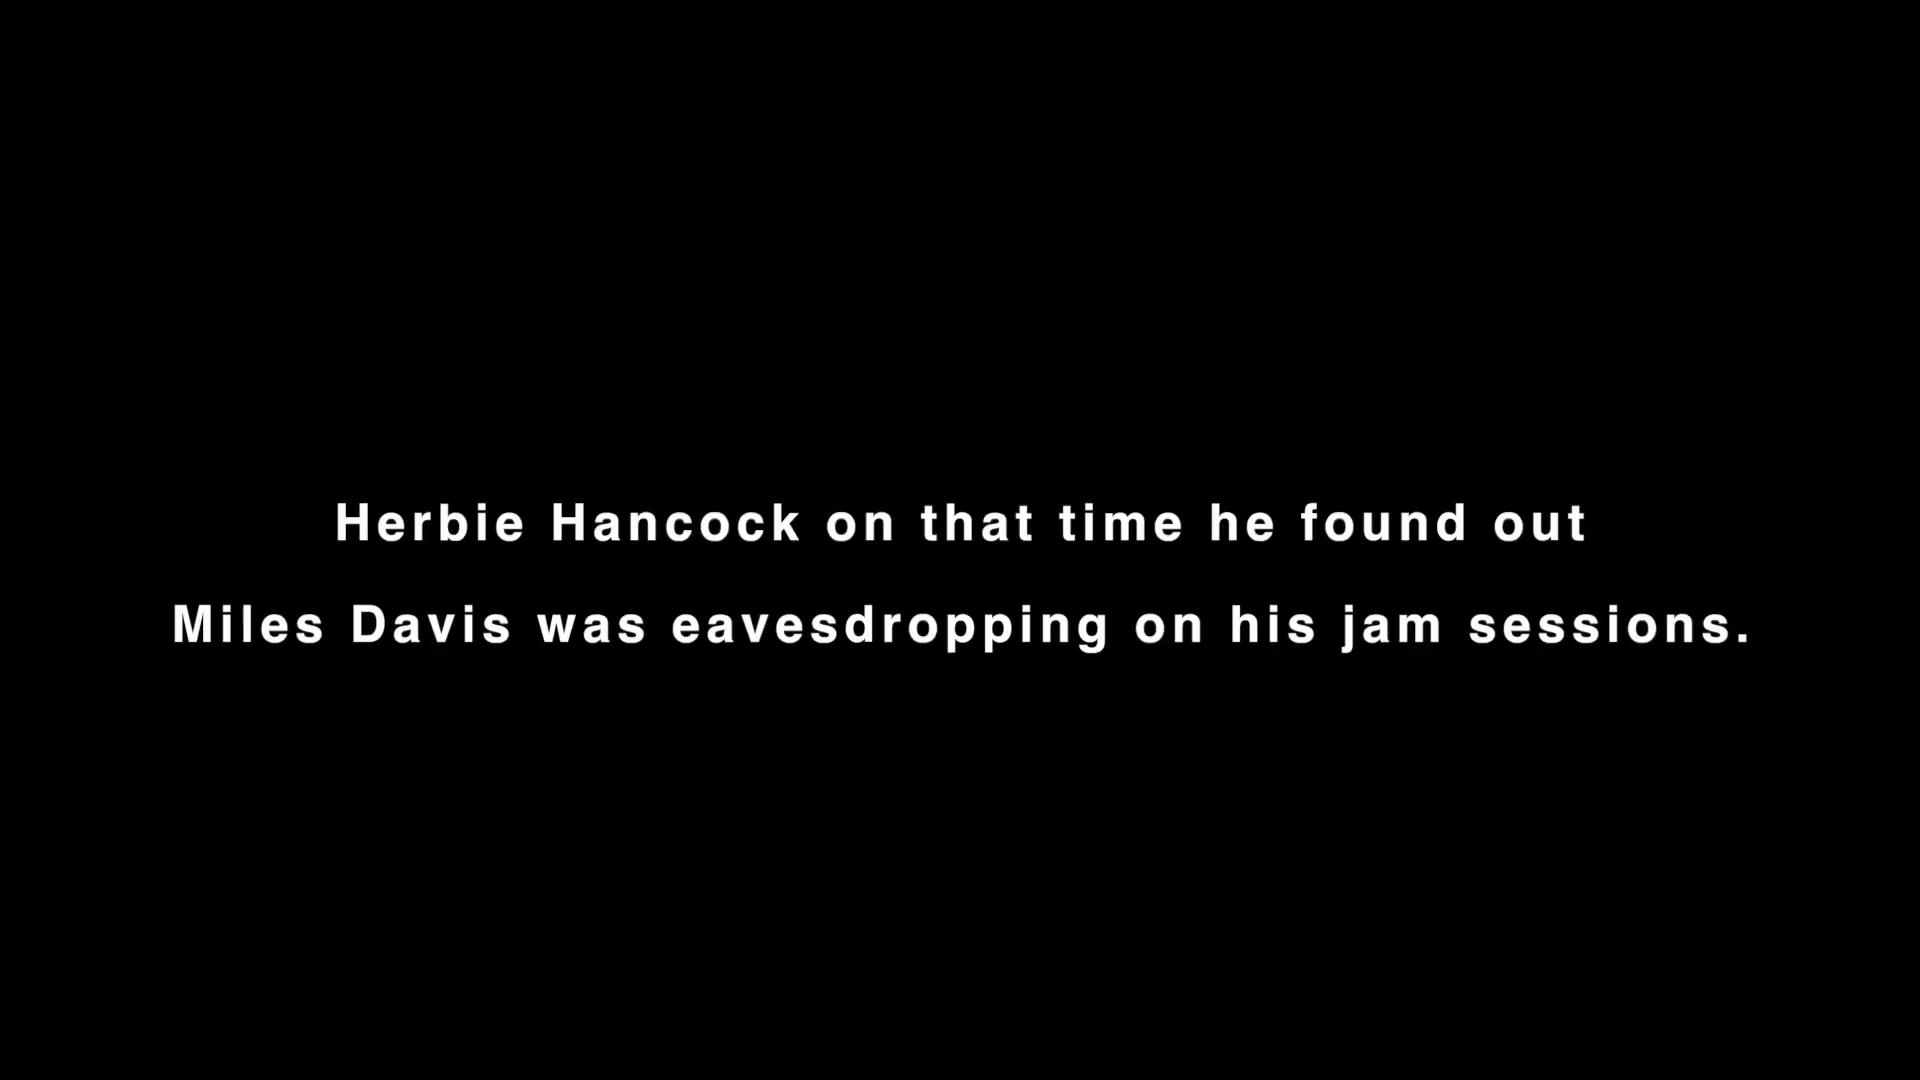 Herbie Hancock on that time he found out
Miles Davis was eavesdropping on his jam sessions.